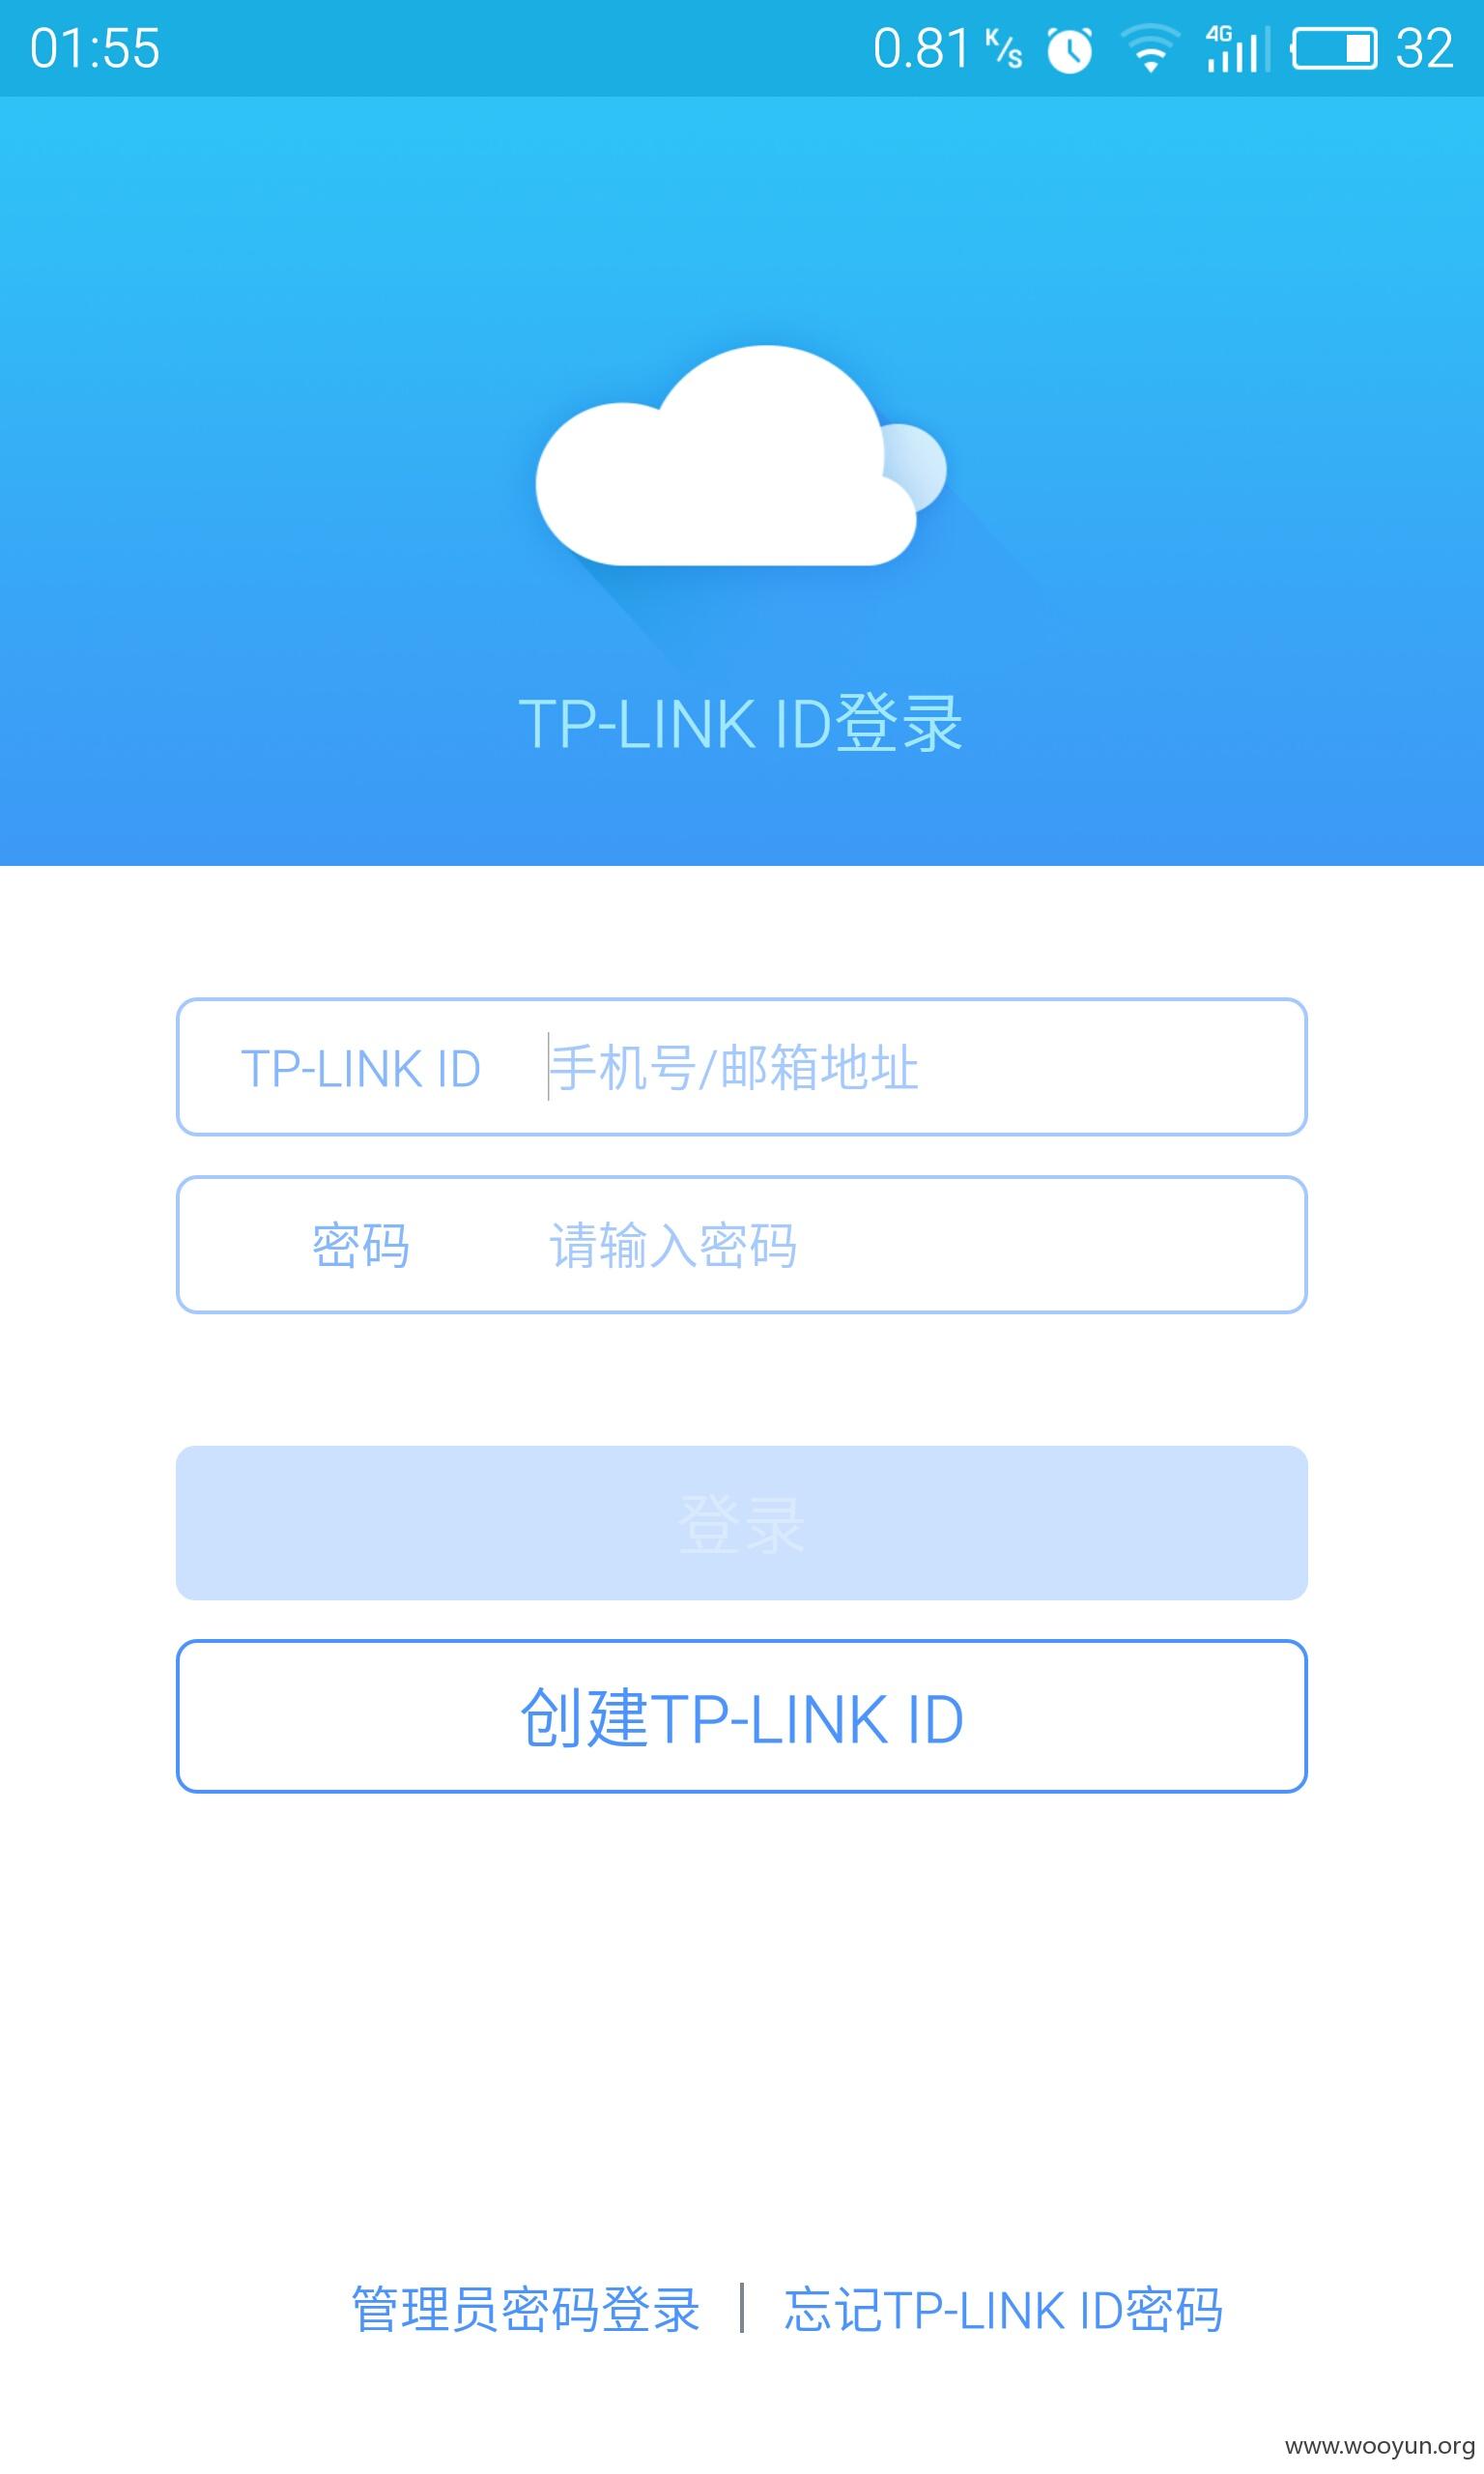 01:55 0.81 K/s 4G 32
TP-LINK ID登录
TP-LINK ID 手机号/邮箱地址
密码 请输入密码
登录
创建TP-LINK ID
管理员密码登录 | 忘记TP-LINK ID密码
www.wooyun.org